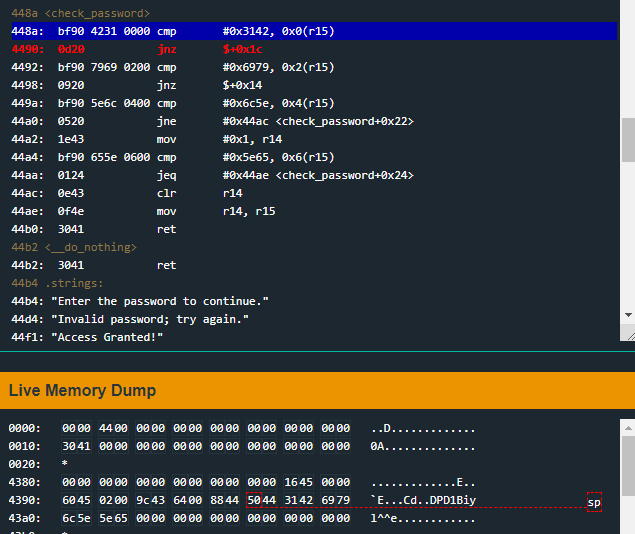 448a <check_password>
448a: bf90 4231 0000 cmp #0x3142, 0x0(r15)
4490: 0d20 jnz $+0x1c
4492: bf90 7969 0200 cmp #0x6979, 0x2(r15)
4498: 0920 jnz $+0x14
449a: bf90 5e6c 0400 cmp #0x6c5e, 0x4(r15)
44a0: 0520 jne #0x44ac <check_password+0x22>
44a2: 1e43 mov #0x1, r14
44a4: bf90 655e 0600 cmp #0x5e65, 0x6(r15)
44aa: 0124 jeq #0x44ae <check_password+0x24>
44ac: 0e43 clr r14
44ae: 0f4e mov r14, r15
44b0: 3041 ret
44b2 <__do_nothing>
44b2: 3041 ret
44b4 .strings:
44b4: "Enter the password to continue."
44d4: "Invalid password; try again."
44f1: "Access Granted!"
Live Memory Dump
0000: 0000 4400 0000 0000 0000 0000 0000 0000 ..D.............
0010: 3041 0000 0000 0000 0000 0000 0000 0000 0A..............
0020: *
4380: 0000 0000 0000 0000 0000 0000 1645 0000 .............E..
4390: 6045 0200 9c43 6400 8844 5044 3142 6979 `E...Cd..DPD1Biy
sp
43a0: 6c5e 5e65 0000 0000 0000 0000 0000 0000 l^^e............